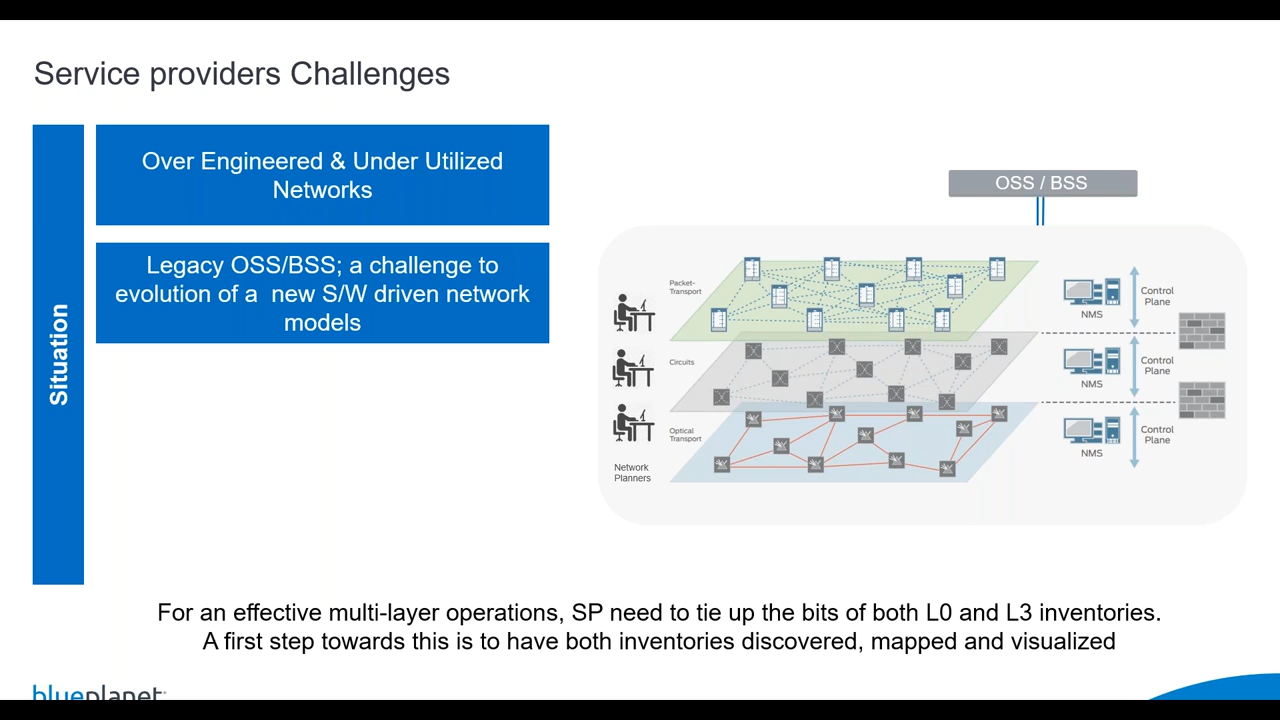 Service providers Challenges
Situation
Over Engineered & Under Utilized
Networks
Legacy OSS/BSS; a challenge to
evolution of a new S/W driven network
models
OSS / BSS
Packet-
Transport
Circuits
Optical
Transport
Network
Planners
NMS
Control
Plane
NMS
Control
Plane
NMS
Control
Plane
For an effective multi-layer operations, SP need to tie up the bits of both L0 and L3 inventories.
A first step towards this is to have both inventories discovered, mapped and visualized
blueplanet